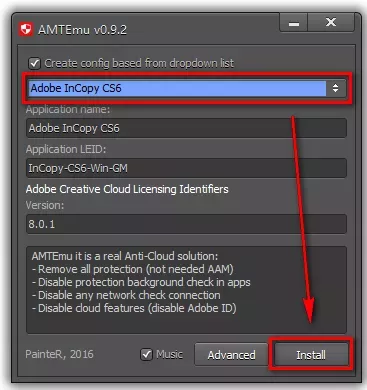 AMTEmu v0.9.2
Create config based from dropdown list
Adobe InCopy CS6
Application name:
Adobe InCopy CS6
Application LEID:
InCopy-CS6-Win-GM
Adobe Creative Cloud Licensing Identifiers
Version:
8.0.1
AMTEmu it is a real Anti-Cloud solution:
- Remove all protection (not needed AAM)
- Disable protection background check in apps
- Disable any network check connection
- Disable cloud features (disable Adobe ID)
PainteR, 2016 Music Advanced Install